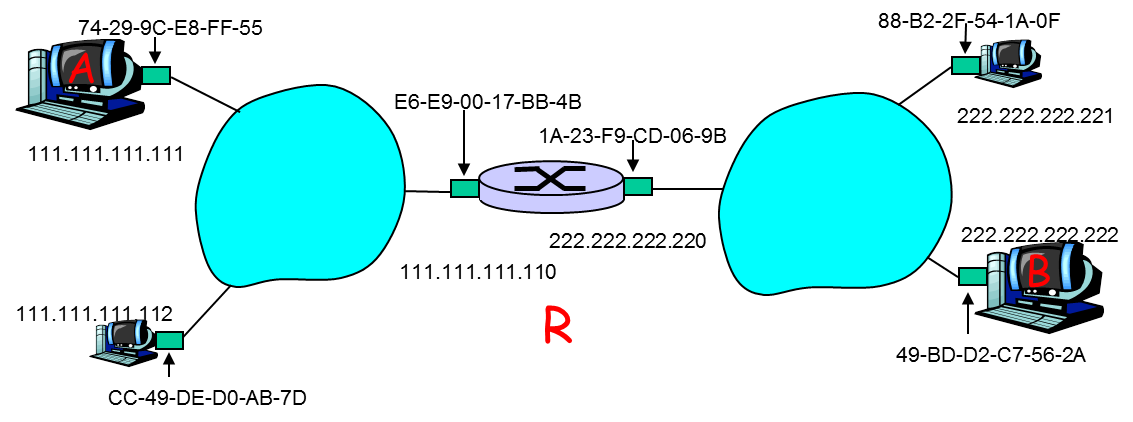 74-29-9C-E8-FF-55
A
111.111.111.111
E6-E9-00-17-BB-4B
1A-23-F9-CD-06-9B
88-B2-2F-54-1A-0F
222.222.222.221
222.222.222.220
111.111.111.110
R
222.222.222.222
B
49-BD-D2-C7-56-2A
111.111.111.112
CC-49-DE-D0-AB-7D